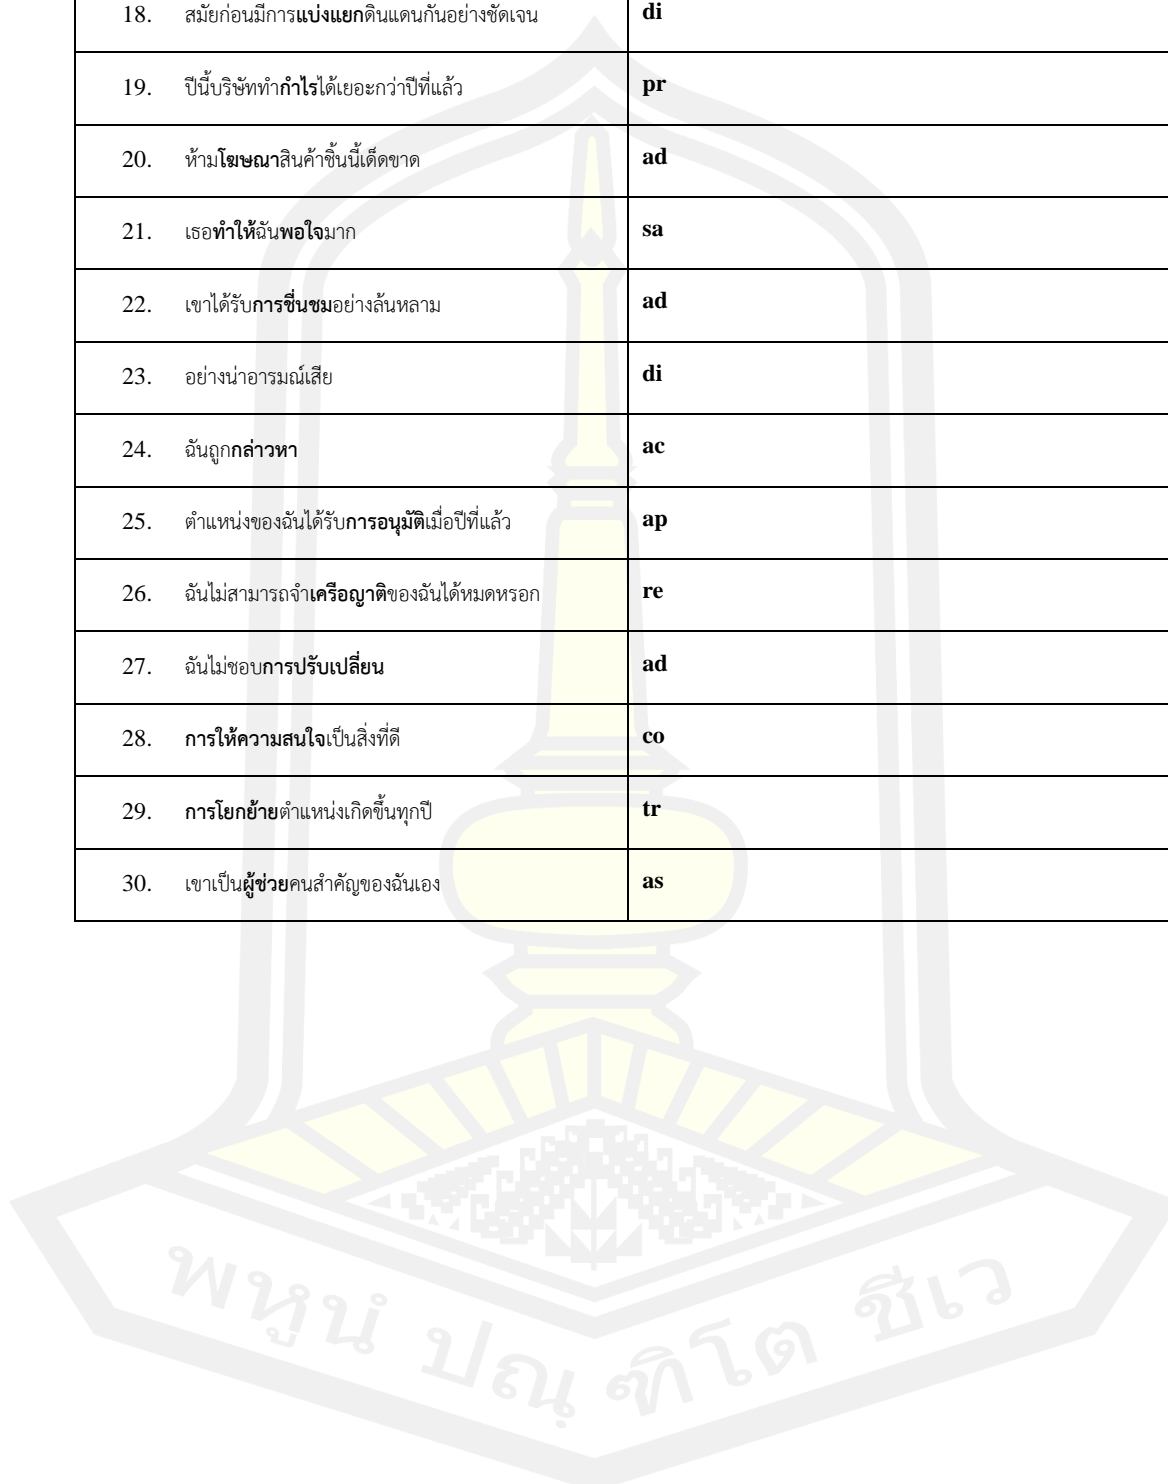 18. สมัยก่อนมีการแบ่งแยกดินแดนกันอย่างชัดเจน di
19. ปีนี้บริษัททำกำไรได้เยอะกว่าปีที่แล้ว pr
20. ห้ามโฆษณาสินค้าชิ้นนี้เด็ดขาด ad
21. เธอทำให้ฉันพอใจมาก sa
22. เขาได้รับการชื่นชมอย่างล้นหลาม ad
23. อย่างน่าอารมณ์เสีย di
24. ฉันถูกกล่าวหา ac
25. ตำแหน่งของฉันได้รับการอนุมัติเมื่อปีที่แล้ว ap
26. ฉันไม่สามารถจำเครือญาติของฉันได้หมดหรอก re
27. ฉันไม่ชอบการปรับเปลี่ยน ad
28. การให้ความสนใจเป็นสิ่งที่ดี co
29. การโยกย้ายตำแหน่งเกิดขึ้นทุกปี tr
30. เขาเป็นผู้ช่วยคนสำคัญของฉันเอง as
พหูนํ ปณฺฑิโต ชีเว